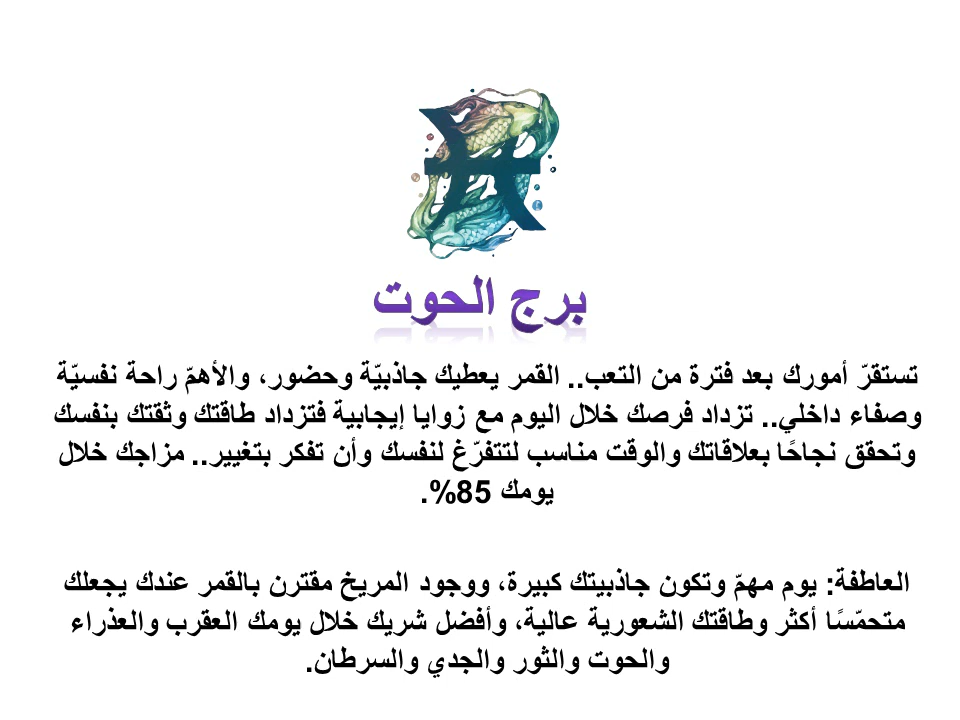 برج الحوت
تستقرّ أمورك بعد فترة من التعب.. القمر يعطيك جاذبيّة وحضور، والأهمّ راحة نفسيّة
وصفاء داخلي.. تزداد فرصك خلال اليوم مع زوايا إيجابية فتزداد طاقتك وثقتك بنفسك
وتحقق نجاحًا بعلاقاتك والوقت مناسب لتتفرّغ لنفسك وأن تفكر بتغيير.. مزاجك خلال
يومك 85%.
العاطفة: يوم مهمّ وتكون جاذبيتك كبيرة، ووجود المريخ مقترن بالقمر عندك يجعلك
متحمّسًا أكثر وطاقتك الشعورية عالية، وأفضل شريك خلال يومك العقرب والعذراء
والحوت والثور والجدي والسرطان.